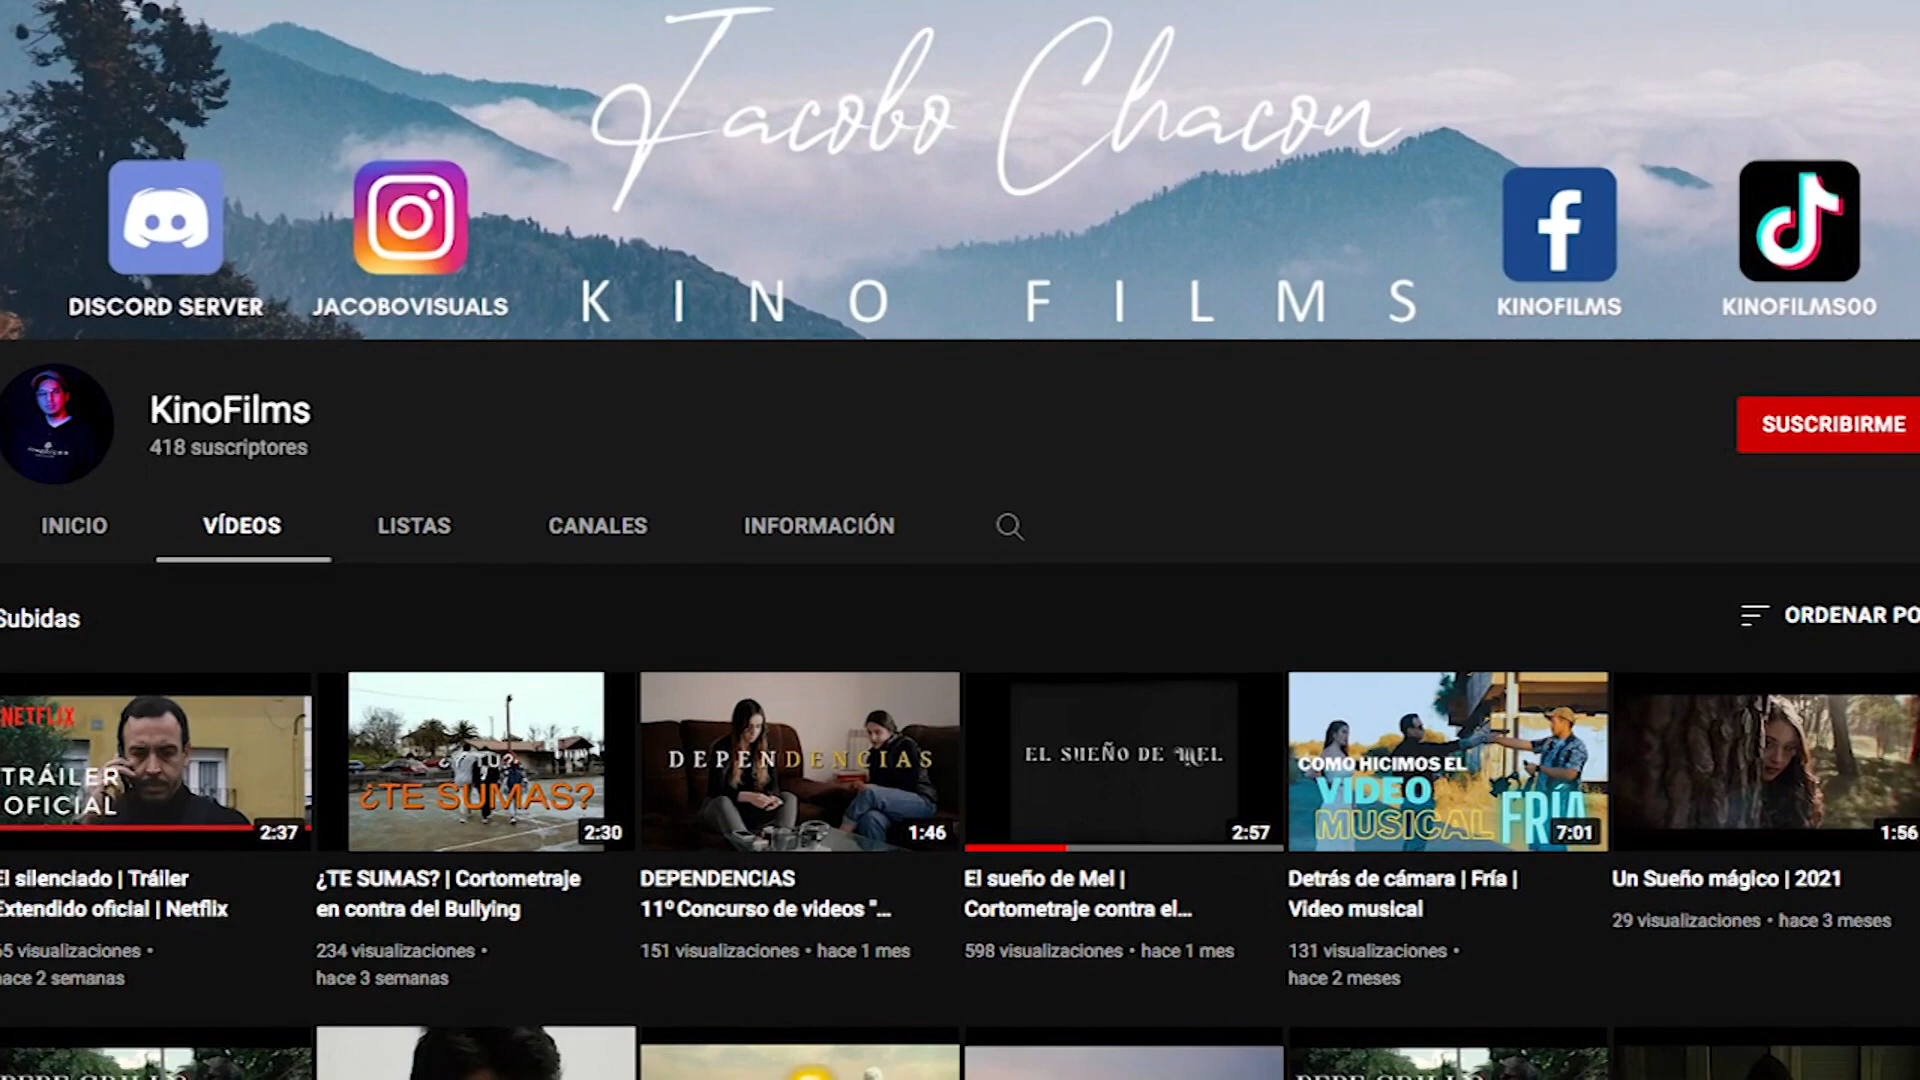 Jacobo Chacon
DISCORD SERVER
JACOBOVISUALS
KINO FILMS
KINOFILMS
KINOFILMS00
KinoFilms
418 suscriptores
SUSCRIBIRME
INICIO
VÍDEOS
LISTAS
CANALES
INFORMACIÓN
Subidas
ORDENAR PO
NETFLIX
TRÁILER
OFICIAL
2:37
¿Y TÚ?
¿TE SUMAS?
2:30
DEPENDENCIAS
1:46
EL SUEÑO DE MEL
2:57
COMO HICIMOS EL
VIDEO
MUSICAL
FRÍA
7:01
1:56
El silenciado | Tráiler
Extendido oficial | Netflix
65 visualizaciones •
hace 2 semanas
¿TE SUMAS? | Cortometraje
en contra del Bullying
234 visualizaciones •
hace 3 semanas
DEPENDENCIAS
11º Concurso de videos "...
151 visualizaciones • hace 1 mes
El sueño de Mel |
Cortometraje contra el...
598 visualizaciones • hace 1 mes
Detrás de cámara | Fría |
Video musical
131 visualizaciones •
hace 2 meses
Un Sueño mágico | 2021
29 visualizaciones • hace 3 meses